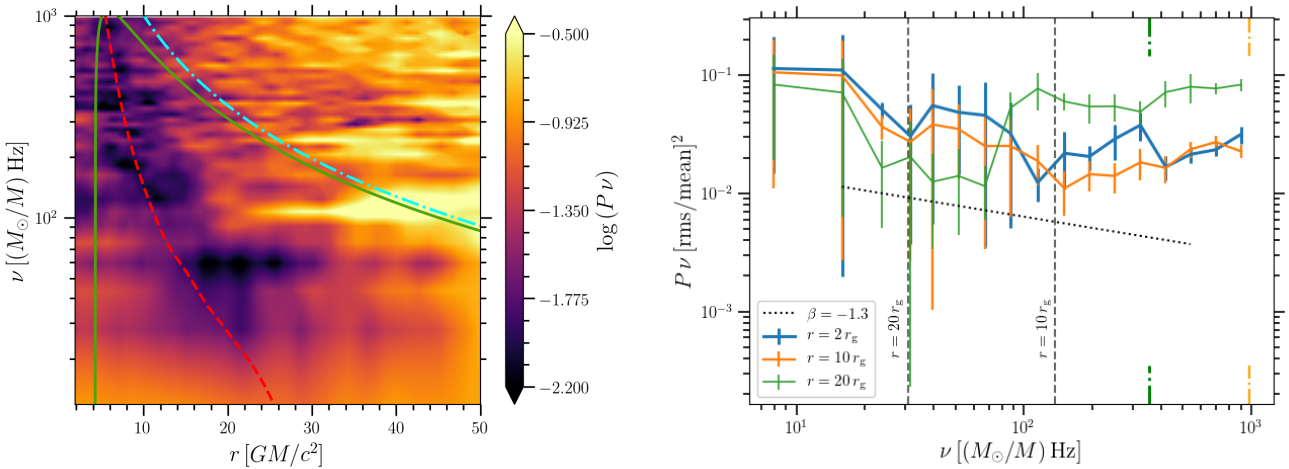 10³
10²
ν [(M⊙/M) Hz]
10
20
30
40
50
r [GM/c²]
−0.500
−0.925
−1.350
−1.775
−2.200
log (P ν)
10⁻¹
10⁻²
10⁻³
P ν [rms/mean]²
r = 20 r_g
r = 10 r_g
β = −1.3
r = 2 r_g
r = 10 r_g
r = 20 r_g
10¹
10²
10³
ν [(M⊙/M) Hz]